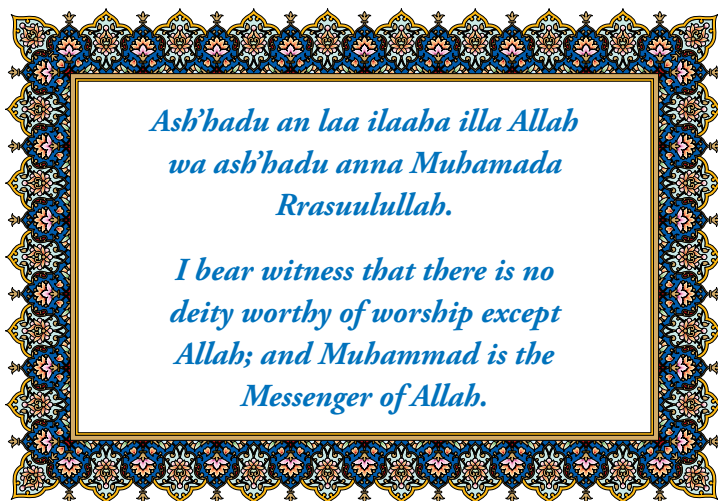 Ash’hadu an laa ilaaha illa Allah
wa ash’hadu anna Muhamada
Rrasuulullah.
I bear witness that there is no
deity worthy of worship except
Allah; and Muhammad is the
Messenger of Allah.